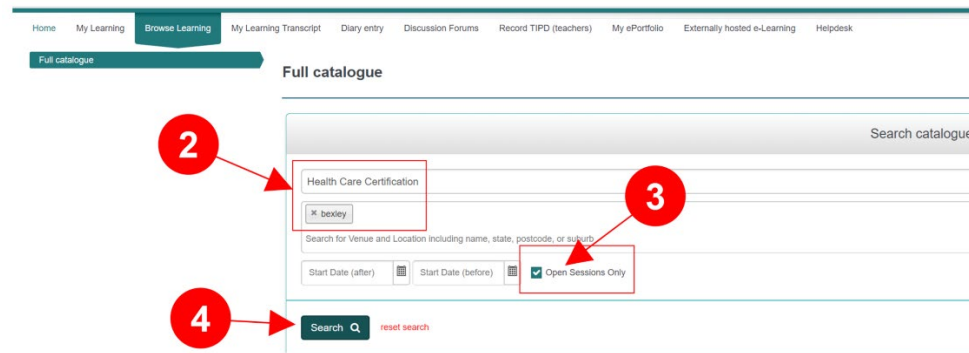 Home My Learning Browse Learning My Learning Transcript Diary entry Discussion Forums Record TIPD (teachers) My ePortfolio Externally hosted e-Learning Helpdesk
Full catalogue
Full catalogue
Search catalogue
2
Health Care Certification
3
× bexley
Search for Venue and Location including name, state, postcode, or suburb
Start Date (after) Start Date (before) Open Sessions Only
4
Search reset search